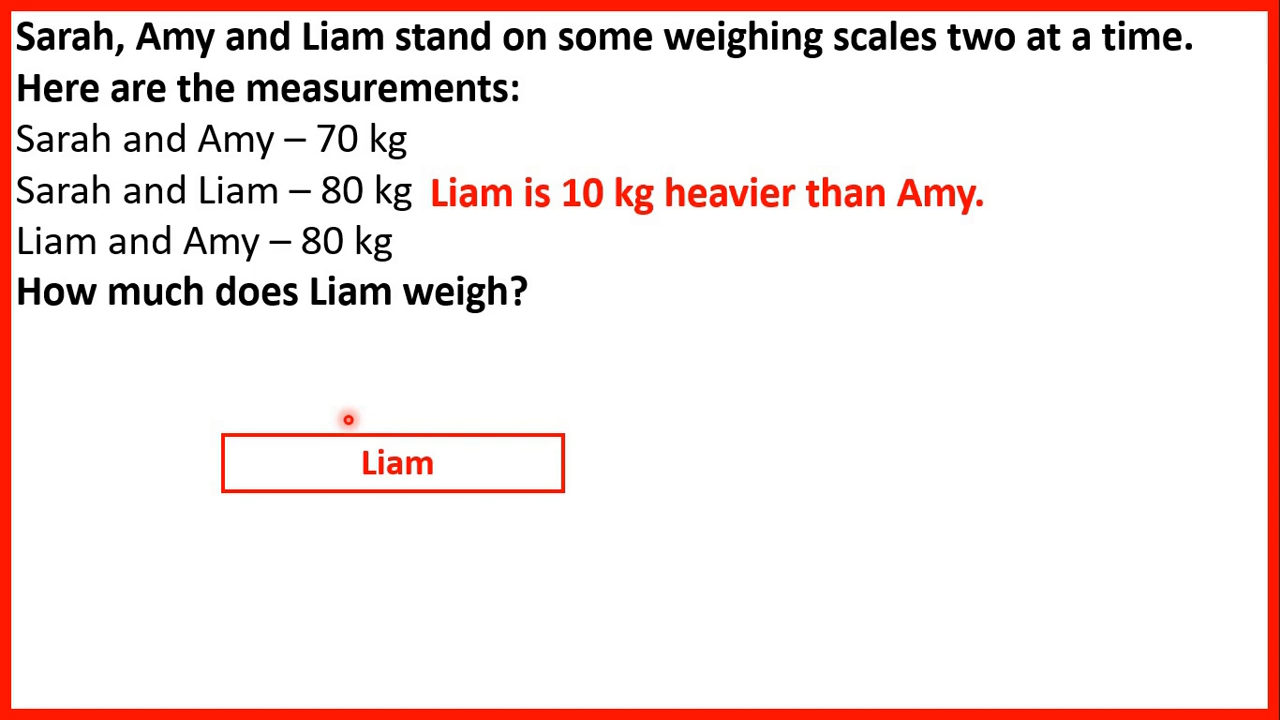 Sarah, Amy and Liam stand on some weighing scales two at a time.
Here are the measurements:
Sarah and Amy – 70 kg
Sarah and Liam – 80 kg Liam is 10 kg heavier than Amy.
Liam and Amy – 80 kg
How much does Liam weigh?
Liam